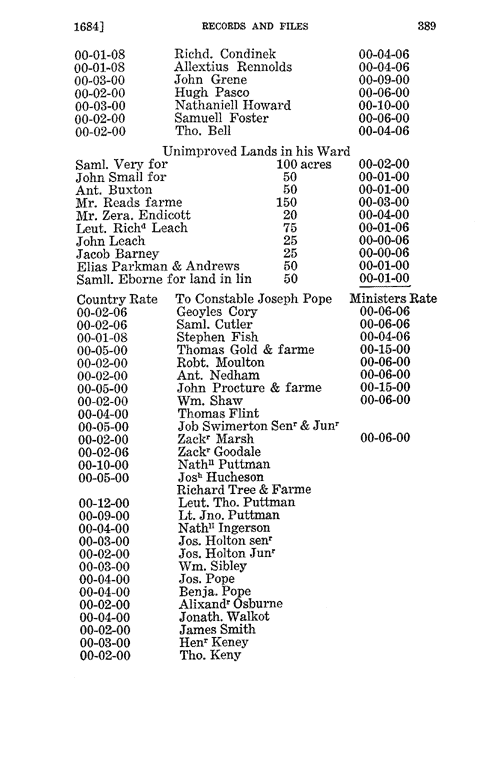 1684] RECORDS AND FILES 389
00-01-08 Richd. Condinek 00-04-06
00-01-08 Allextius Rennolds 00-04-06
00-03-00 John Grene 00-09-00
00-02-00 Hugh Pasco 00-06-00
00-03-00 Nathaniell Howard 00-10-00
00-02-00 Samuell Foster 00-06-00
00-02-00 Tho. Bell 00-04-06
Unimproved Lands in his Ward
Saml. Very for 100 acres 00-02-00
John Small for 50 00-01-00
Ant. Buxton 50 00-01-00
Mr. Reads farme 150 00-03-00
Mr. Zera. Endicott 20 00-04-00
Leut. Richᵈ Leach 75 00-01-06
John Leach 25 00-00-06
Jacob Barney 25 00-00-06
Elias Parkman & Andrews 50 00-01-00
Samll. Eborne for land in lin 50 00-01-00
Country Rate To Constable Joseph Pope Ministers Rate
00-02-06 Geoyles Cory 00-06-06
00-02-06 Saml. Cutler 00-06-06
00-01-08 Stephen Fish 00-04-06
00-05-00 Thomas Gold & farme 00-15-00
00-02-00 Robt. Moulton 00-06-00
00-02-00 Ant. Nedham 00-06-00
00-05-00 John Procture & farme 00-15-00
00-02-00 Wm. Shaw 00-06-00
00-04-00 Thomas Flint
00-05-00 Job Swimerton Senʳ & Junʳ
00-02-00 Zackʳ Marsh 00-06-00
00-02-06 Zackʳ Goodale
00-10-00 Nathˡˡ Puttman
00-05-00 Josʰ Hucheson
Richard Tree & Farme
00-12-00 Leut. Tho. Puttman
00-09-00 Lt. Jno. Puttman
00-04-00 Nathˡˡ Ingerson
00-03-00 Jos. Holton senʳ
00-02-00 Jos. Holton Junʳ
00-03-00 Wm. Sibley
00-04-00 Jos. Pope
00-04-00 Benja. Pope
00-02-00 Alixandʳ Osburne
00-04-00 Jonath. Walkot
00-02-00 James Smith
00-03-00 Henʳ Keney
00-02-00 Tho. Keny